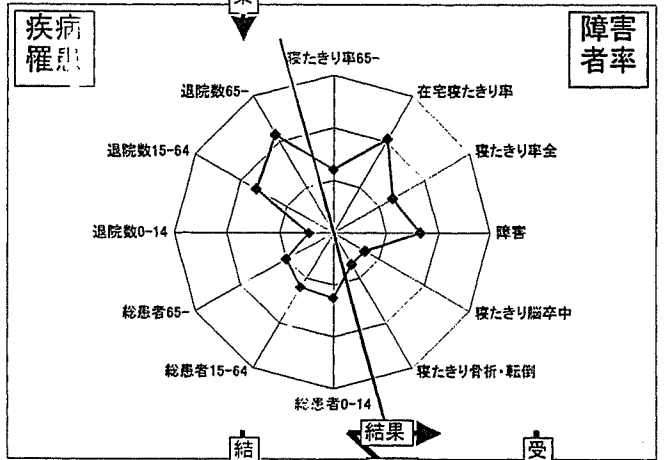 疾病
罹患
障害
者率
寝たきり率65-
退院数65-
在宅寝たきり率
退院数15-64
寝たきり率全
退院数0-14
障害
総患者65-
寝たきり脳卒中
総患者15-64
寝たきり骨折・転倒
総患者0-14
結果
結
受